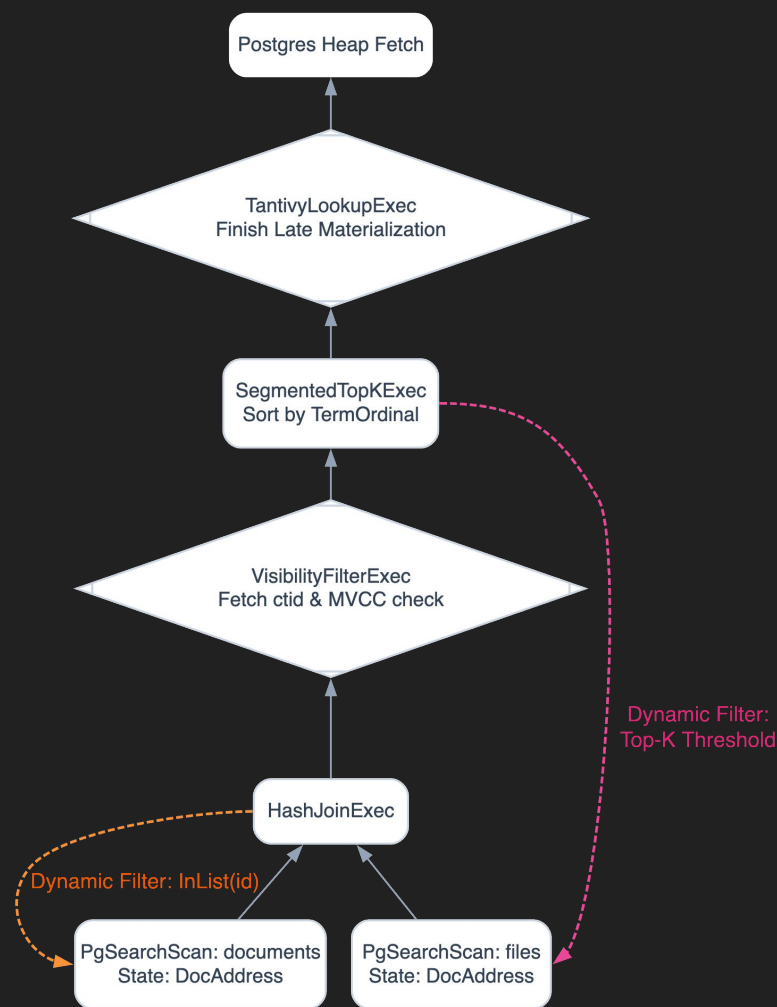 Postgres Heap Fetch
TantivyLookupExec
Finish Late Materialization
SegmentedTopKExec
Sort by TermOrdinal
VisibilityFilterExec
Fetch ctid & MVCC check
Dynamic Filter:
Top-K Threshold
HashJoinExec
Dynamic Filter: InList(id)
PgSearchScan: documents
State: DocAddress
PgSearchScan: files
State: DocAddress